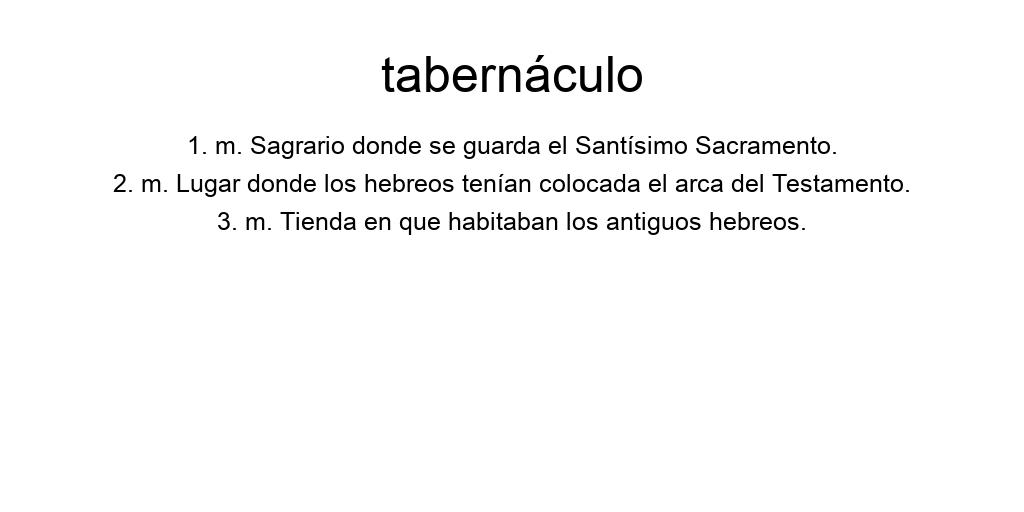 tabernáculo
1. m. Sagrario donde se guarda el Santísimo Sacramento.
2. m. Lugar donde los hebreos tenían colocada el arca del Testamento.
3. m. Tienda en que habitaban los antiguos hebreos.